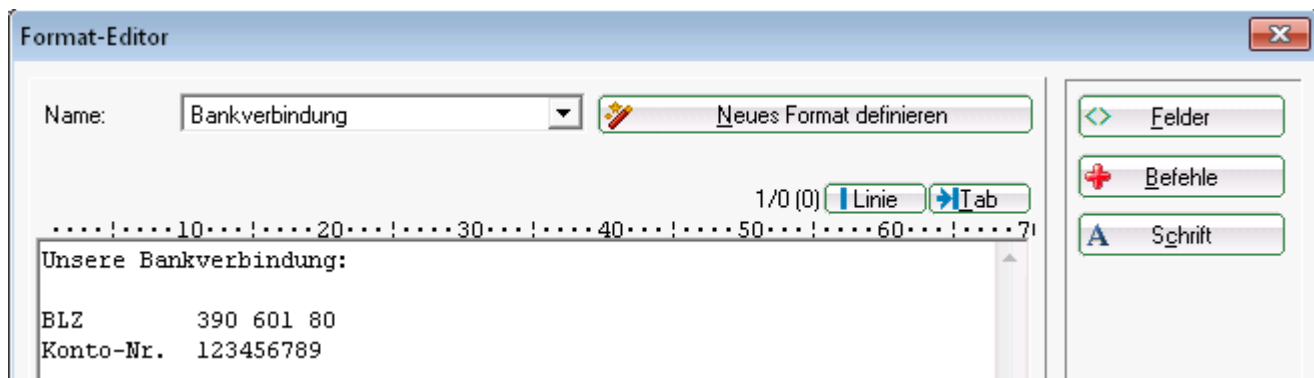 Format-Editor
Name:
Bankverbindung
Neues Format definieren
Felder
Befehle
Schrift
1/0 (0)
Linie
Tab
····¦····10···¦····20···¦····30···¦····40···¦····50···¦····60···¦····70
Unsere Bankverbindung:
BLZ 390 601 80
Konto-Nr. 123456789